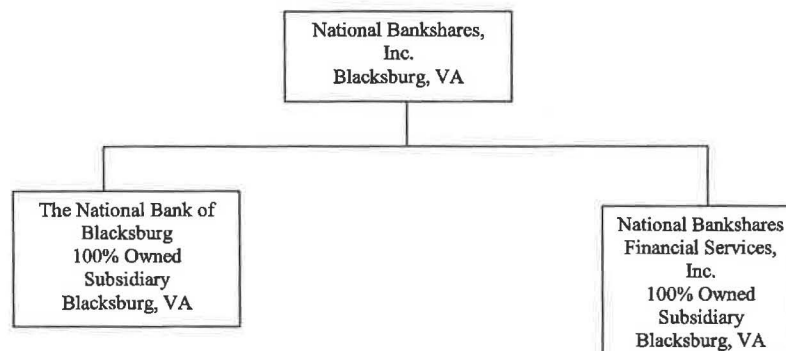 National Bankshares,
Inc.
Blacksburg, VA
The National Bank of
Blacksburg
100% Owned
Subsidiary
Blacksburg, VA
National Bankshares
Financial Services,
Inc.
100% Owned
Subsidiary
Blacksburg, VA